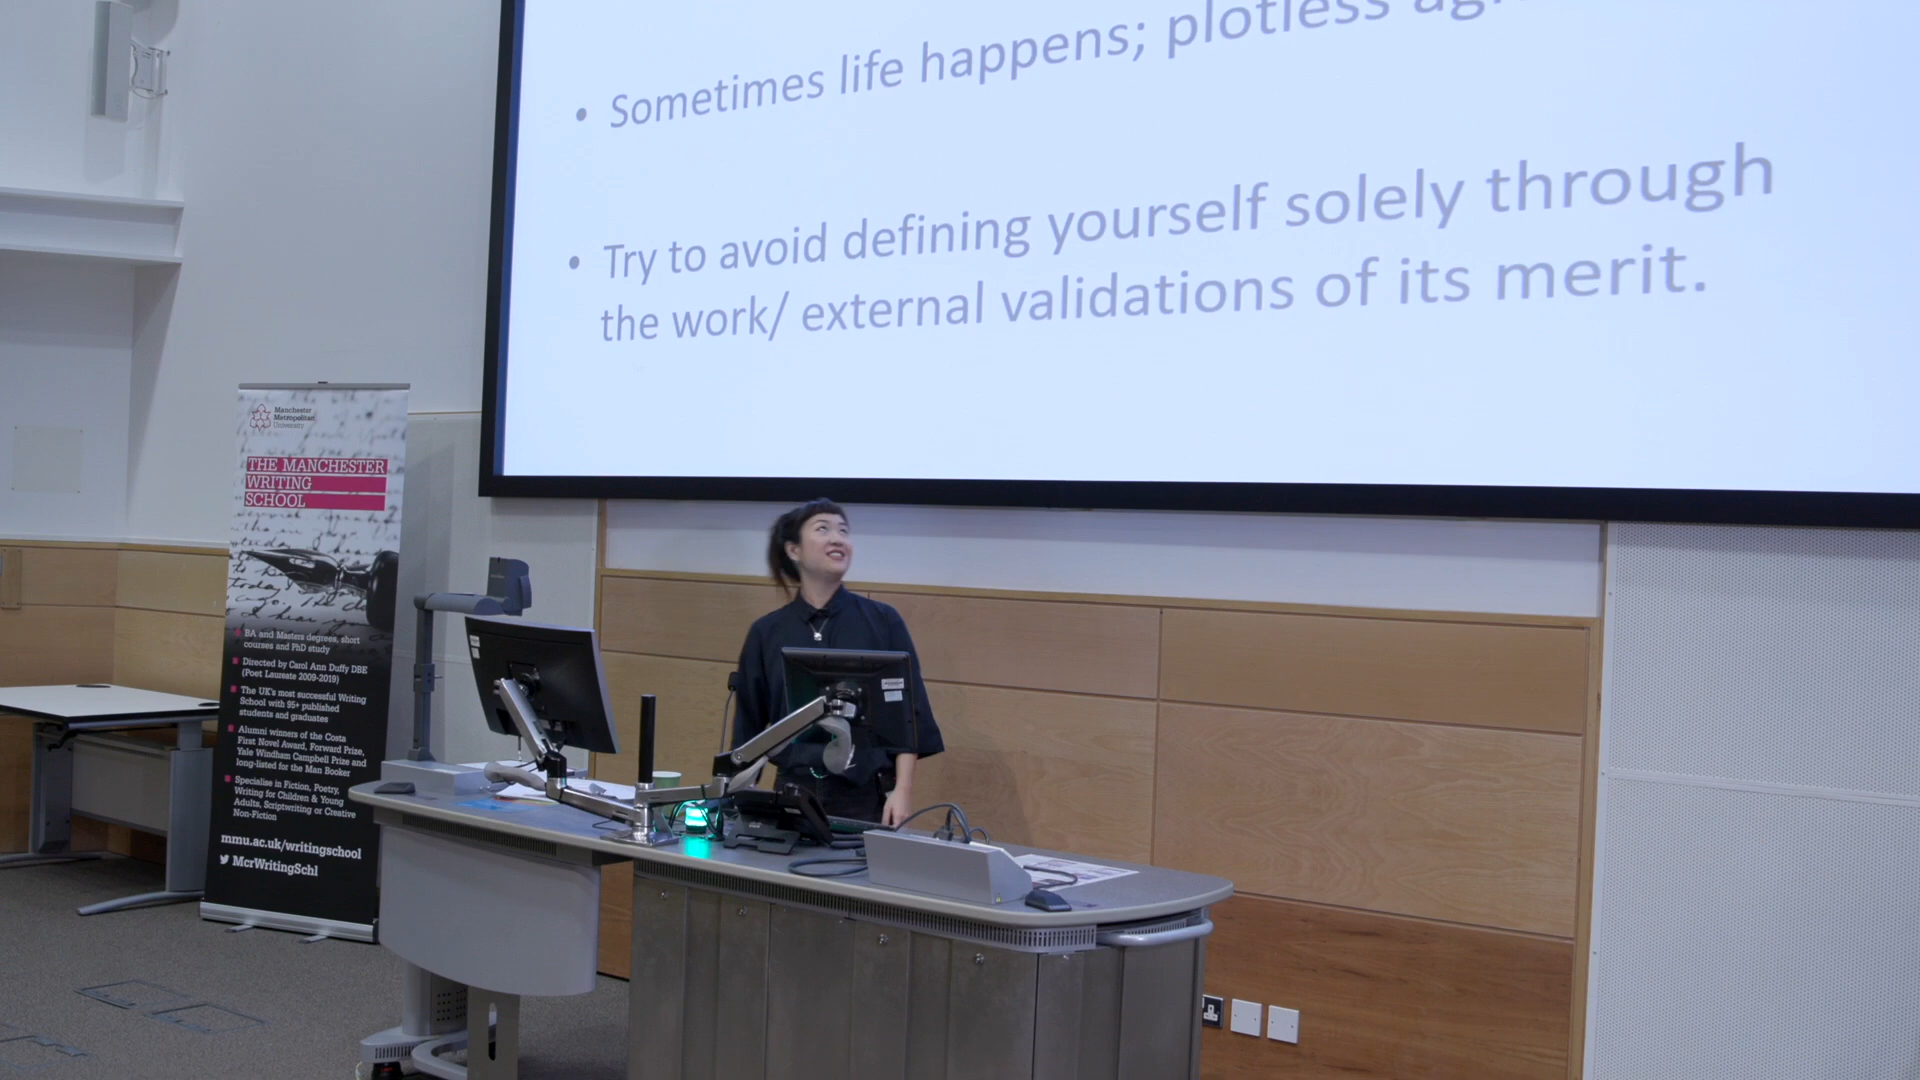 Sometimes life happens; plotless
Try to avoid defining yourself solely through
the work/ external validations of its merit.
Manchester
Metropolitan
University
THE MANCHESTER
WRITING
SCHOOL
BA and Masters degrees, short
courses and PhD study
Directed by Carol Ann Duffy DBE
(Poet Laureate 2009-2019)
The UK's most successful Writing
School with 95+ published
students and graduates
Alumni winners of the Costa
First Novel Award, Forward Prize,
Yale Windham Campbell Prize and
long-listed for the Man Booker
Specialise in Fiction, Poetry,
Writing for Children & Young
Adults, Scriptwriting or Creative
Non-Fiction
mmu.ac.uk/writingschool
McrWritingSchl